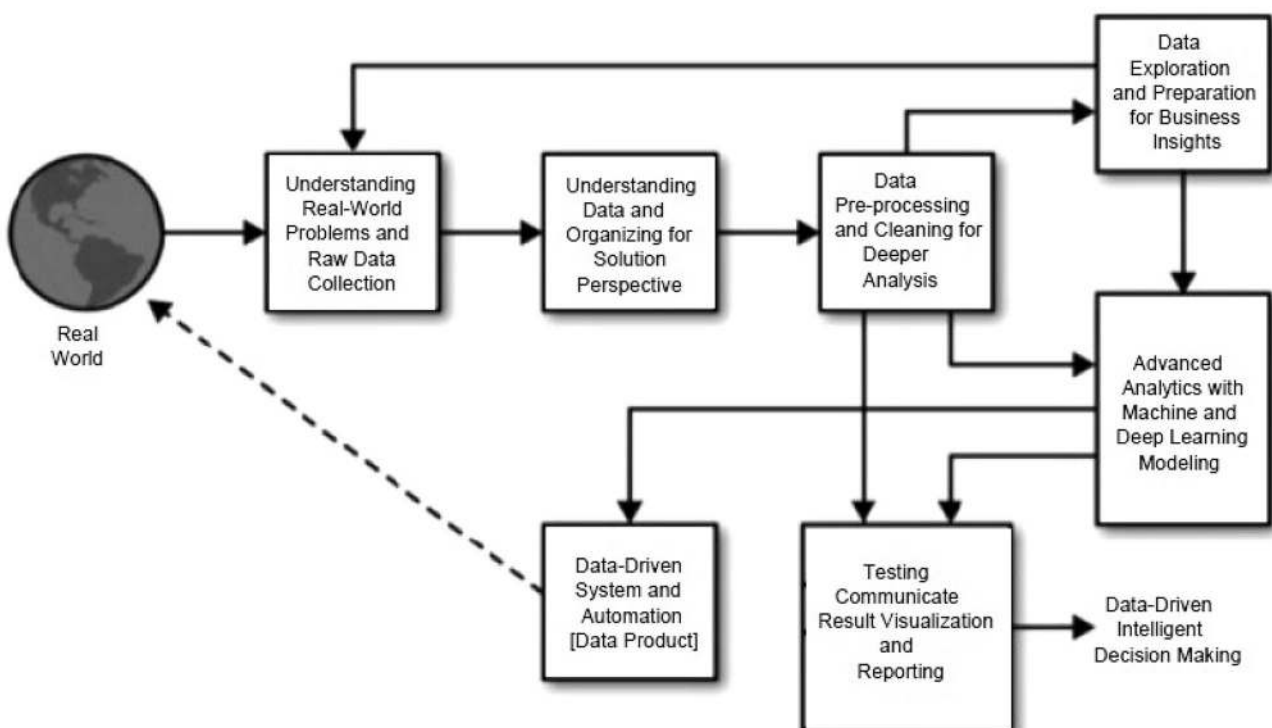 Data
Exploration
and Preparation
for Business
Insights
Understanding
Real-World
Problems and
Raw Data
Collection
Understanding
Data and
Organizing for
Solution
Perspective
Data
Pre-processing
and Cleaning for
Deeper
Analysis
Real
World
Advanced
Analytics with
Machine and
Deep Learning
Modeling
Data-Driven
System and
Automation
[Data Product]
Testing
Communicate
Result Visualization
and
Reporting
Data-Driven
Intelligent
Decision Making